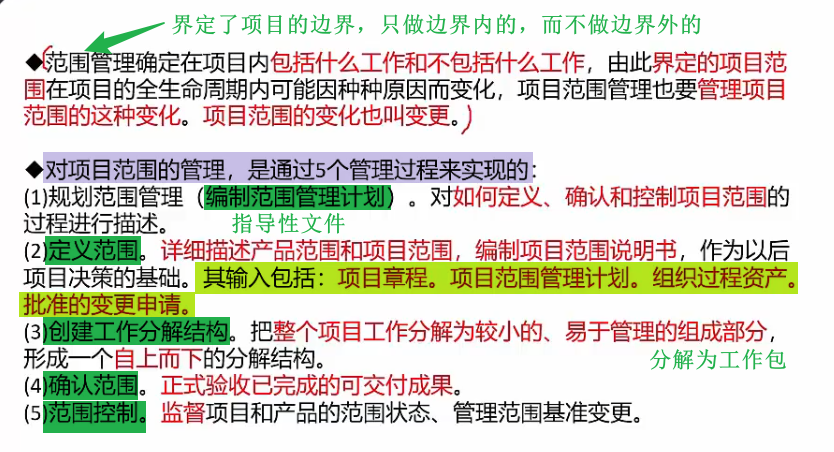 界定了项目的边界，只做边界内的，而不做边界外的
◆范围管理确定在项目内包括什么工作和不包括什么工作，由此界定的项目范
围在项目的全生命周期内可能因种种原因而变化，项目范围管理也要管理项目
范围的这种变化。项目范围的变化也叫变更。
◆对项目范围的管理，是通过5个管理过程来实现的：
(1)规划范围管理（编制范围管理计划）。对如何定义、确认和控制项目范围的
过程进行描述。
指导性文件
(2)定义范围。详细描述产品范围和项目范围，编制项目范围说明书，作为以后
项目决策的基础。其输入包括：项目章程。项目范围管理计划。组织过程资产。
批准的变更申请。
(3)创建工作分解结构。把整个项目工作分解为较小的、易于管理的组成部分，
形成一个自上而下的分解结构。
分解为工作包
(4)确认范围。正式验收已完成的可交付成果。
(5)范围控制。监督项目和产品的范围状态、管理范围基准变更。